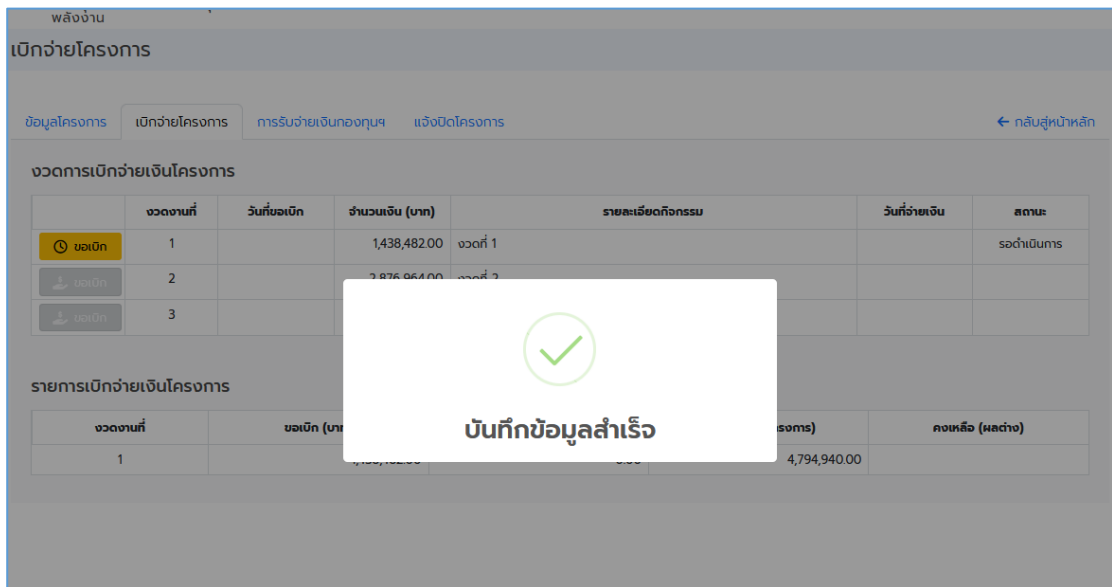 พลังงาน
เบิกจ่ายโครงการ
ข้อมูลโครงการ เบิกจ่ายโครงการ การรับจ่ายเงินกองทุนฯ แจ้งปิดโครงการ ← กลับสู่หน้าหลัก
งวดการเบิกจ่ายเงินโครงการ
งวดงานที่ วันที่ขอเบิก จำนวนเงิน (บาท) รายละเอียดกิจกรรม วันที่จ่ายเงิน สถานะ
ขอเบิก 1 1,438,482.00 งวดที่ 1 รอดำเนินการ
ขอเบิก 2 2,876,964.00 งวดที่ 2
ขอเบิก 3
บันทึกข้อมูลสำเร็จ
รายการเบิกจ่ายเงินโครงการ
งวดงานที่ ขอเบิก คงเหลือ (ผลต่าง)
1 4,794,940.00